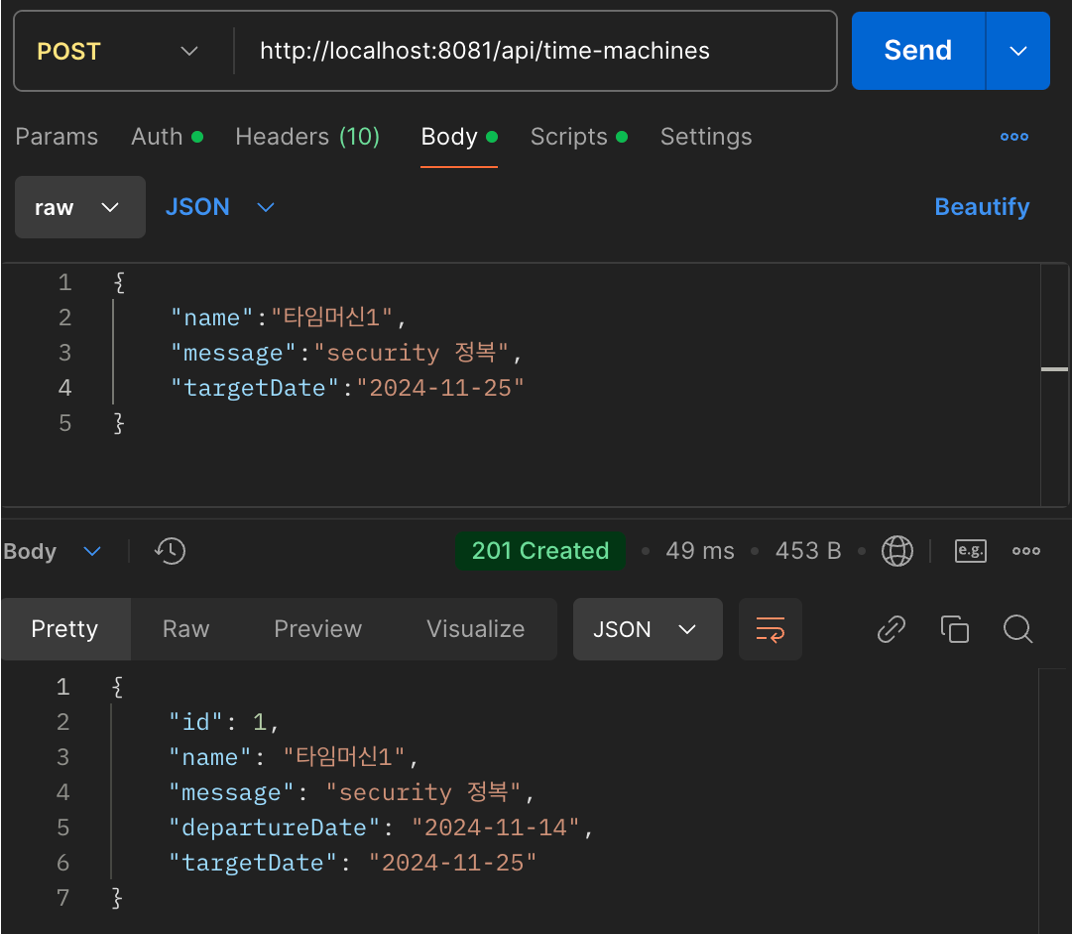 POST http://localhost:8081/api/time-machines Send
Params Auth Headers (10) Body Scripts Settings
raw JSON Beautify
1 {
2 "name":"타임머신1",
3 "message":"security 정복",
4 "targetDate":"2024-11-25"
5 }
Body 201 Created • 49 ms • 453 B • e.g.
Pretty Raw Preview Visualize JSON
1 {
2 "id": 1,
3 "name": "타임머신1",
4 "message": "security 정복",
5 "departureDate": "2024-11-14",
6 "targetDate": "2024-11-25"
7 }